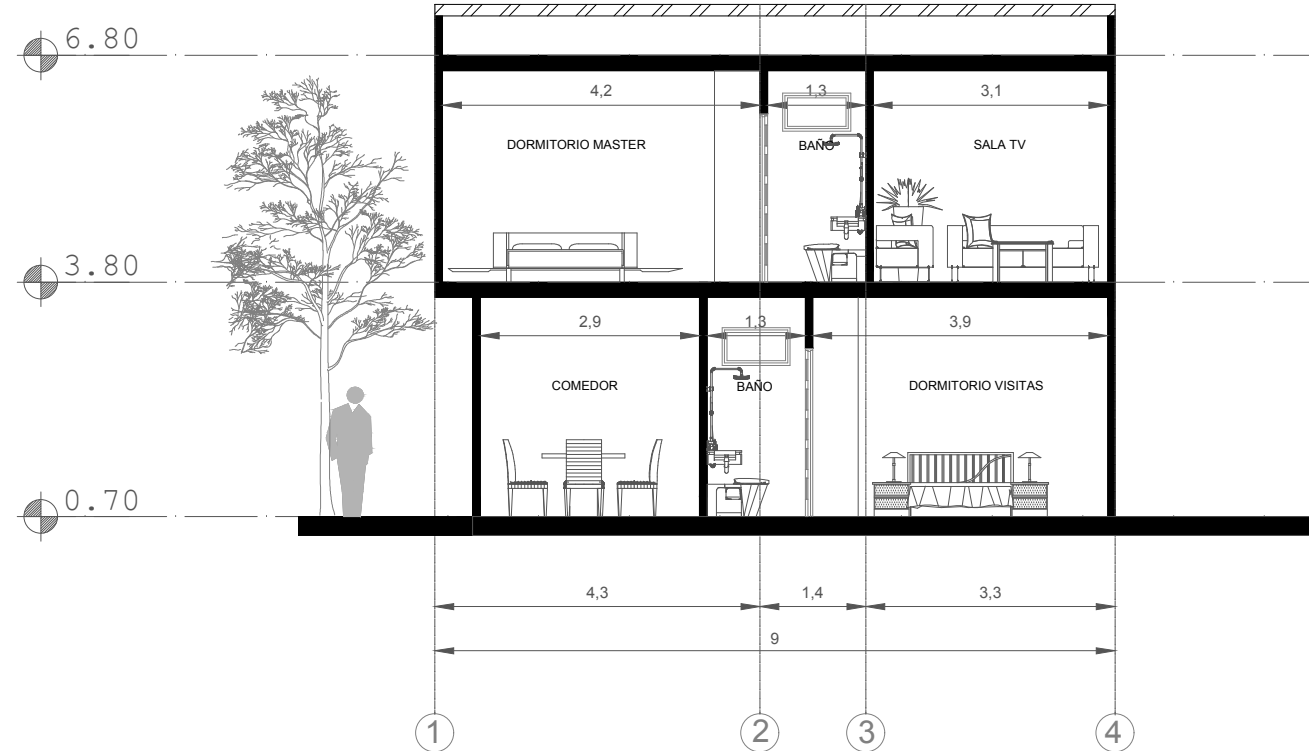 6.80
4,2
1,3
3,1
DORMITORIO MASTER
BAÑO
SALA TV
3.80
2,9
1,3
3,9
COMEDOR
BAÑO
DORMITORIO VISITAS
0.70
4,3
1,4
3,3
9
1
2
3
4